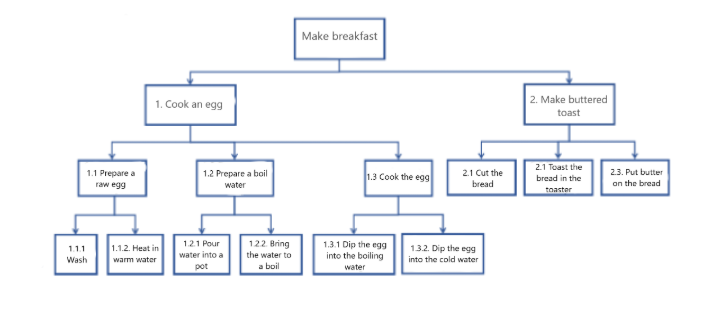 Make breakfast
1. Cook an egg
2. Make buttered
toast
1.1 Prepare a
raw egg
1.2 Prepare a boil
water
1.3 Cook the egg
2.1 Cut the
bread
2.1 Toast the
bread in the
toaster
2.3. Put butter
on the bread
1.1.1
Wash
1.1.2. Heat in
warm water
1.2.1 Pour
water into a
pot
1.2.2. Bring
the water to
a boil
1.3.1 Dip the egg
into the boiling
water
1.3.2. Dip the egg
into the cold water